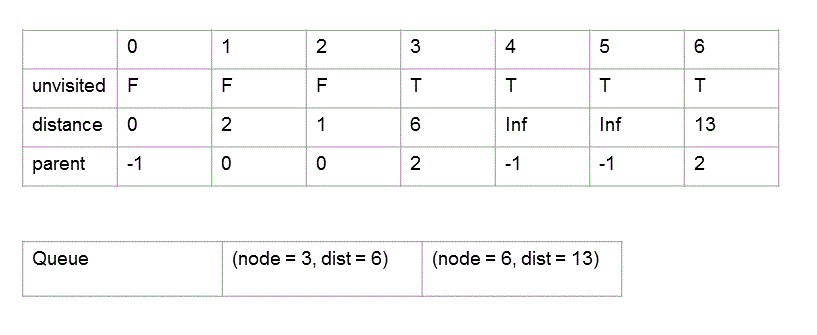 0 1 2 3 4 5 6
unvisited F F F T T T T
distance 0 2 1 6 Inf Inf 13
parent -1 0 0 2 -1 -1 2
Queue (node = 3, dist = 6) (node = 6, dist = 13)